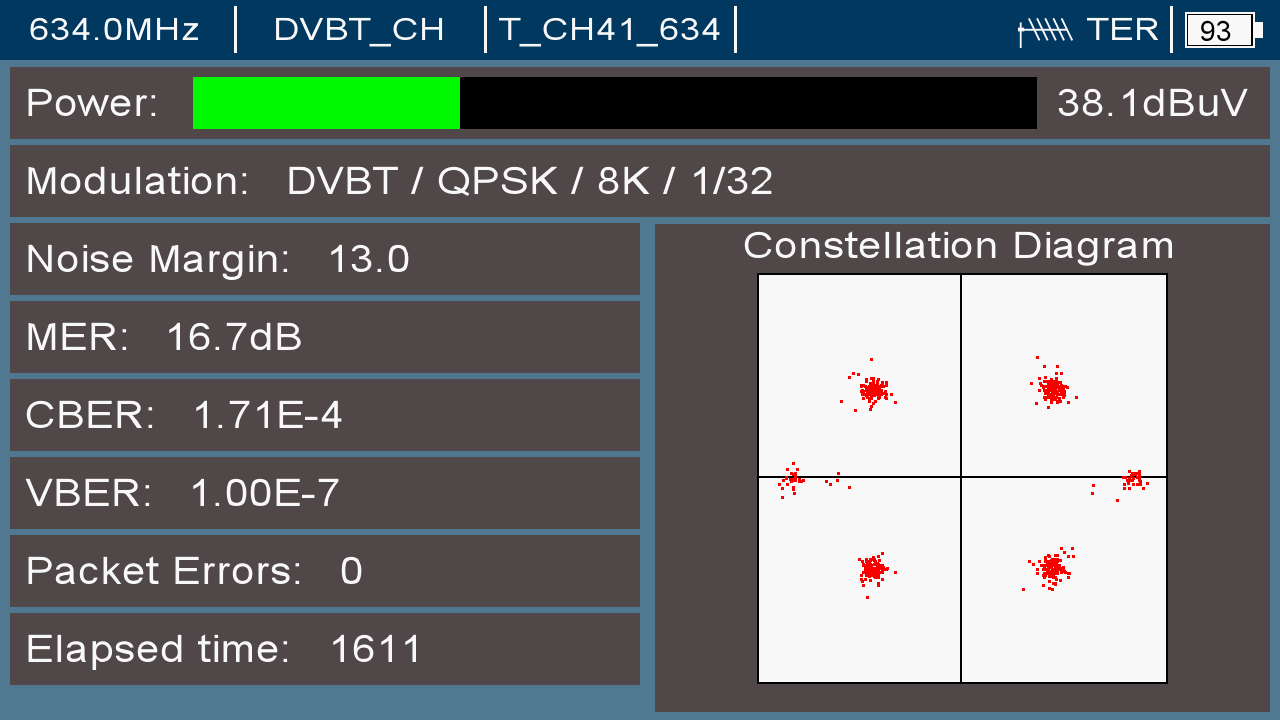 634.0MHz DVBT_CH T_CH41_634 TER 93
Power: 38.1dBuV
Modulation: DVBT / QPSK / 8K / 1/32
Noise Margin: 13.0
MER: 16.7dB
CBER: 1.71E-4
VBER: 1.00E-7
Packet Errors: 0
Elapsed time: 1611
Constellation Diagram